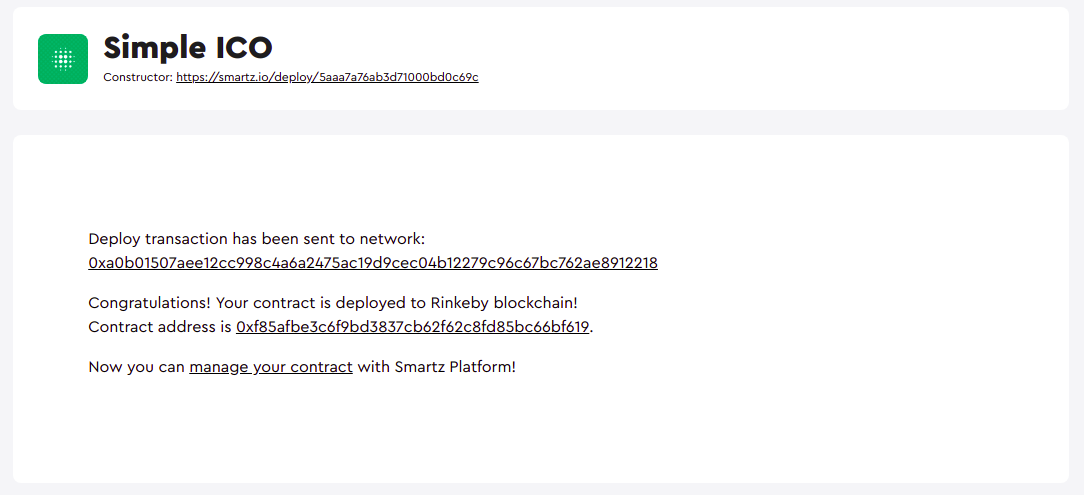 Simple ICO
Constructor: https://smartz.io/deploy/5aaa7a76ab3d71000bd0c69c
Deploy transaction has been sent to network:
0xa0b01507aee12cc998c4a6a2475ac19d9cec04b12279c96c67bc762ae8912218
Congratulations! Your contract is deployed to Rinkeby blockchain!
Contract address is 0xf85afbe3c6f9bd3837cb62f62c8fd85bc66bf619.
Now you can manage your contract with Smartz Platform!